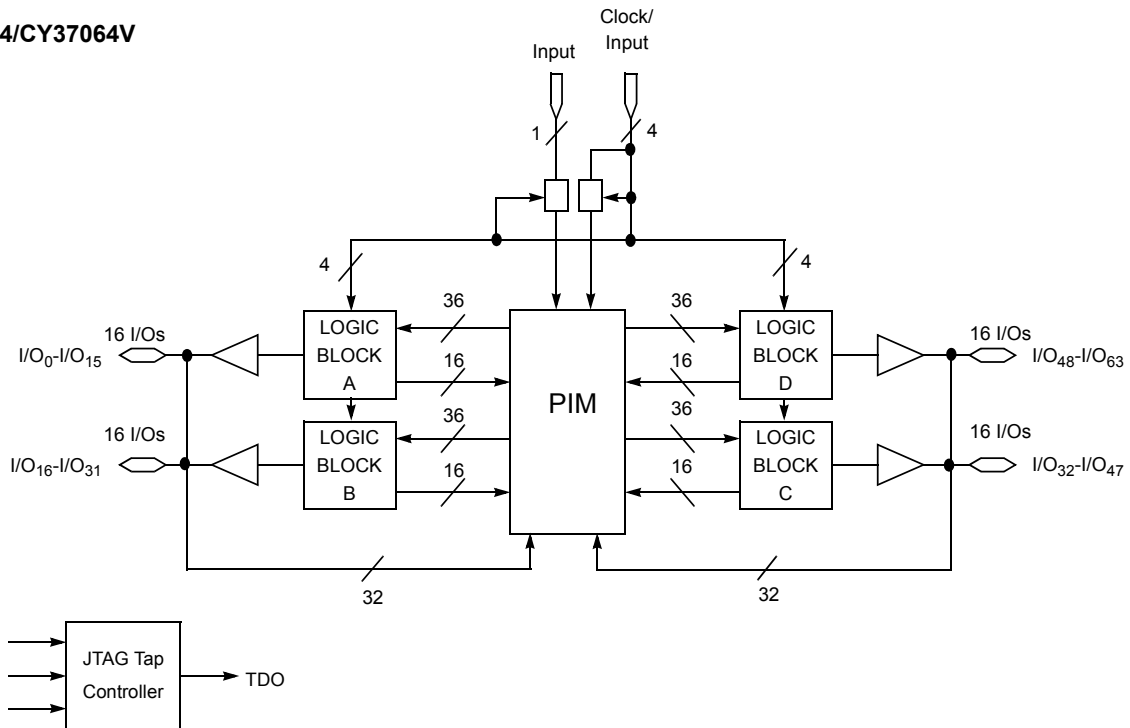 4/CY37064V
Clock/
Input
Input
1
4
4
4
36
36
LOGIC
BLOCK
A
LOGIC
BLOCK
D
16 I/Os
I/O0-I/O15
16 I/Os
I/O48-I/O63
16
16
PIM
36
36
LOGIC
BLOCK
B
LOGIC
BLOCK
C
16 I/Os
I/O16-I/O31
16 I/Os
I/O32-I/O47
16
16
32
32
JTAG Tap
Controller
TDO